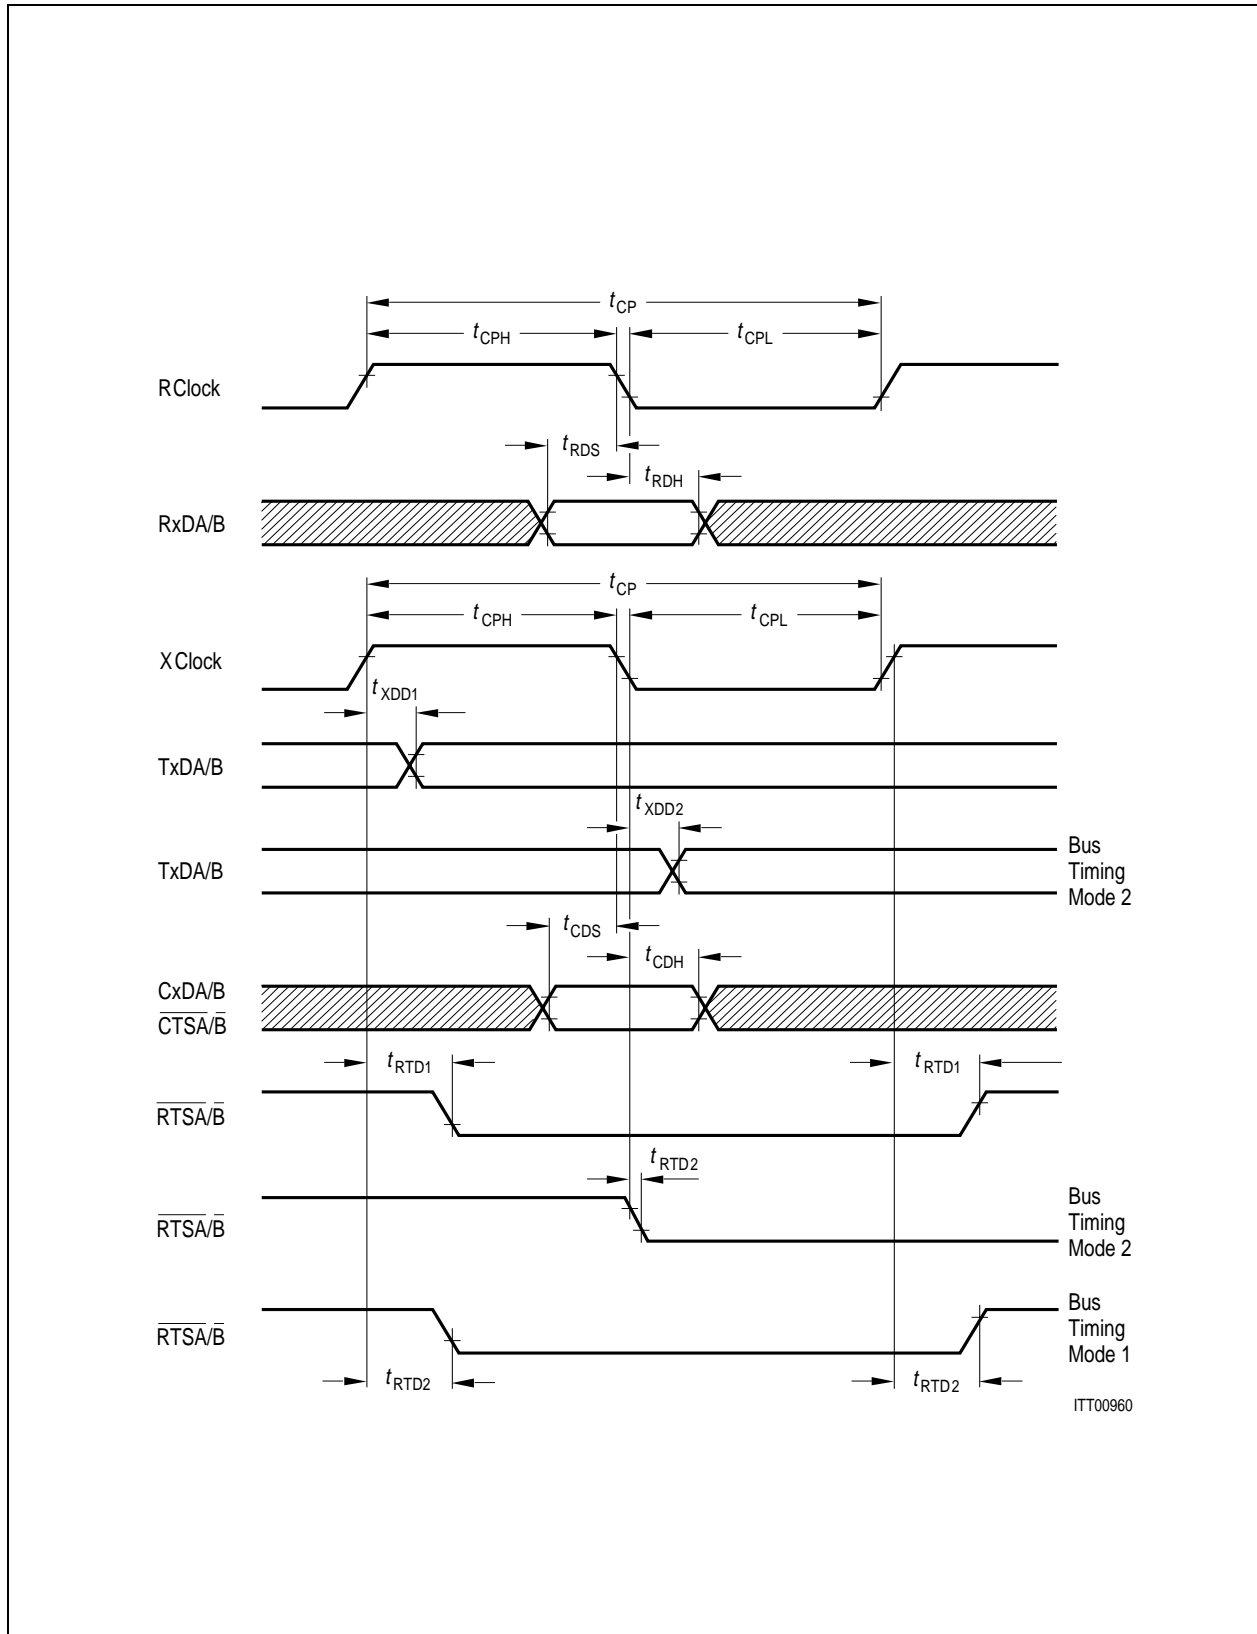 tCP
tCPH tCPL
R Clock
tRDS
tRDH
RxDA/B
tCP
tCPH tCPL
X Clock
tXDD1
TxDA/B
tXDD2
TxDA/B
Bus
Timing
Mode 2
tCDS
tCDH
CxDA/B
CTSA/B
tRTD1 tRTD1
RTSA/B
tRTD2
RTSA/B
Bus
Timing
Mode 2
RTSA/B
Bus
Timing
Mode 1
tRTD2 tRTD2
ITT00960